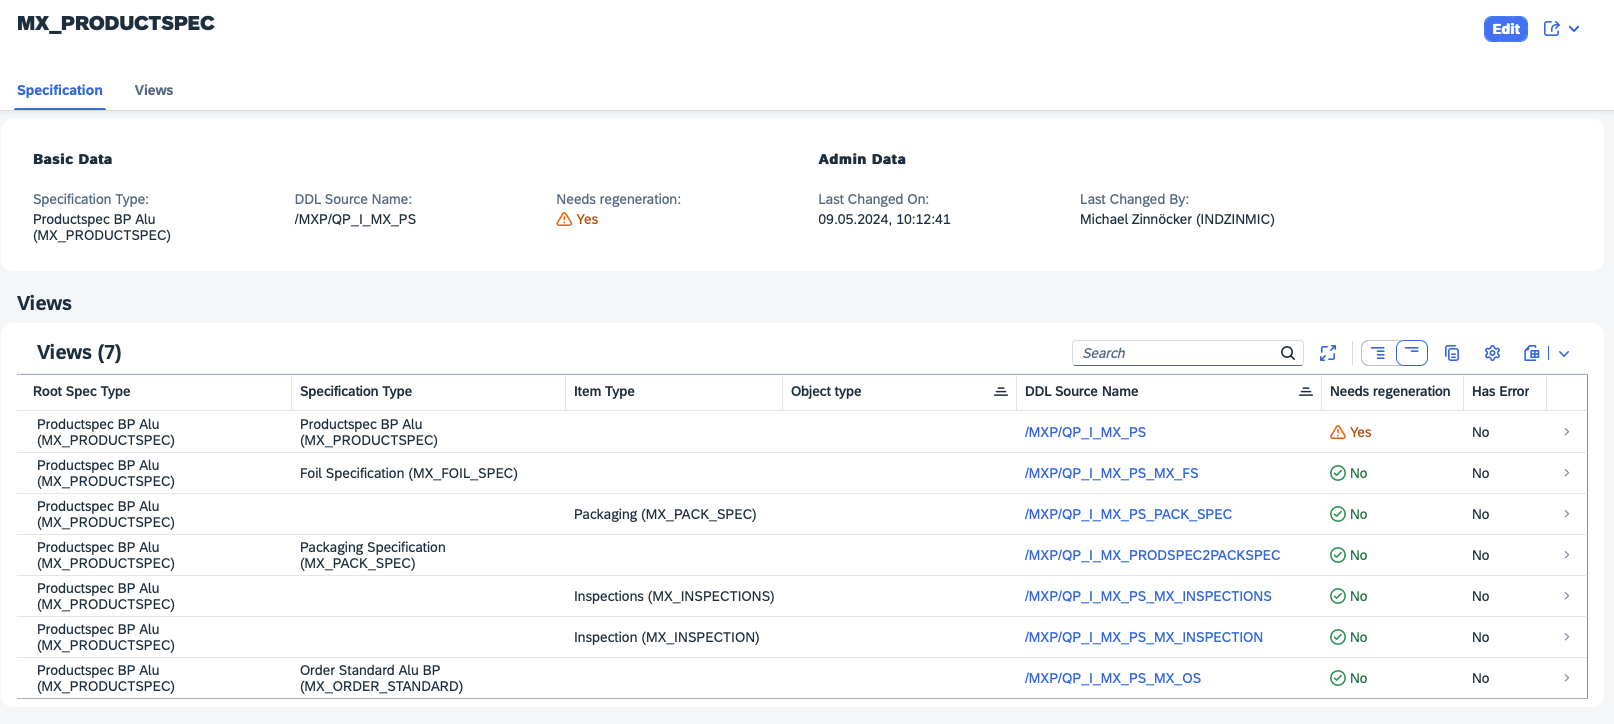 MX_PRODUCTSPEC
Edit
Specification
Views
Basic Data
Admin Data
Specification Type:
Productspec BP Alu
(MX_PRODUCTSPEC)
DDL Source Name:
/MXP/QP_I_MX_PS
Needs regeneration:
Yes
Last Changed On:
09.05.2024, 10:12:41
Last Changed By:
Michael Zinnöcker (INDZINMIC)
Views
Views (7)
Search
Root Spec Type
Specification Type
Item Type
Object type
DDL Source Name
Needs regeneration
Has Error
Productspec BP Alu
(MX_PRODUCTSPEC)
Productspec BP Alu
(MX_PRODUCTSPEC)
/MXP/QP_I_MX_PS
Yes
No
Productspec BP Alu
(MX_PRODUCTSPEC)
Foil Specification (MX_FOIL_SPEC)
/MXP/QP_I_MX_PS_MX_FS
No
No
Productspec BP Alu
(MX_PRODUCTSPEC)
Packaging (MX_PACK_SPEC)
/MXP/QP_I_MX_PS_PACK_SPEC
No
No
Productspec BP Alu
(MX_PRODUCTSPEC)
Packaging Specification
(MX_PACK_SPEC)
/MXP/QP_I_MX_PRODSPEC2PACKSPEC
No
No
Productspec BP Alu
(MX_PRODUCTSPEC)
Inspections (MX_INSPECTIONS)
/MXP/QP_I_MX_PS_MX_INSPECTIONS
No
No
Productspec BP Alu
(MX_PRODUCTSPEC)
Inspection (MX_INSPECTION)
/MXP/QP_I_MX_PS_MX_INSPECTION
No
No
Productspec BP Alu
(MX_PRODUCTSPEC)
Order Standard Alu BP
(MX_ORDER_STANDARD)
/MXP/QP_I_MX_PS_MX_OS
No
No